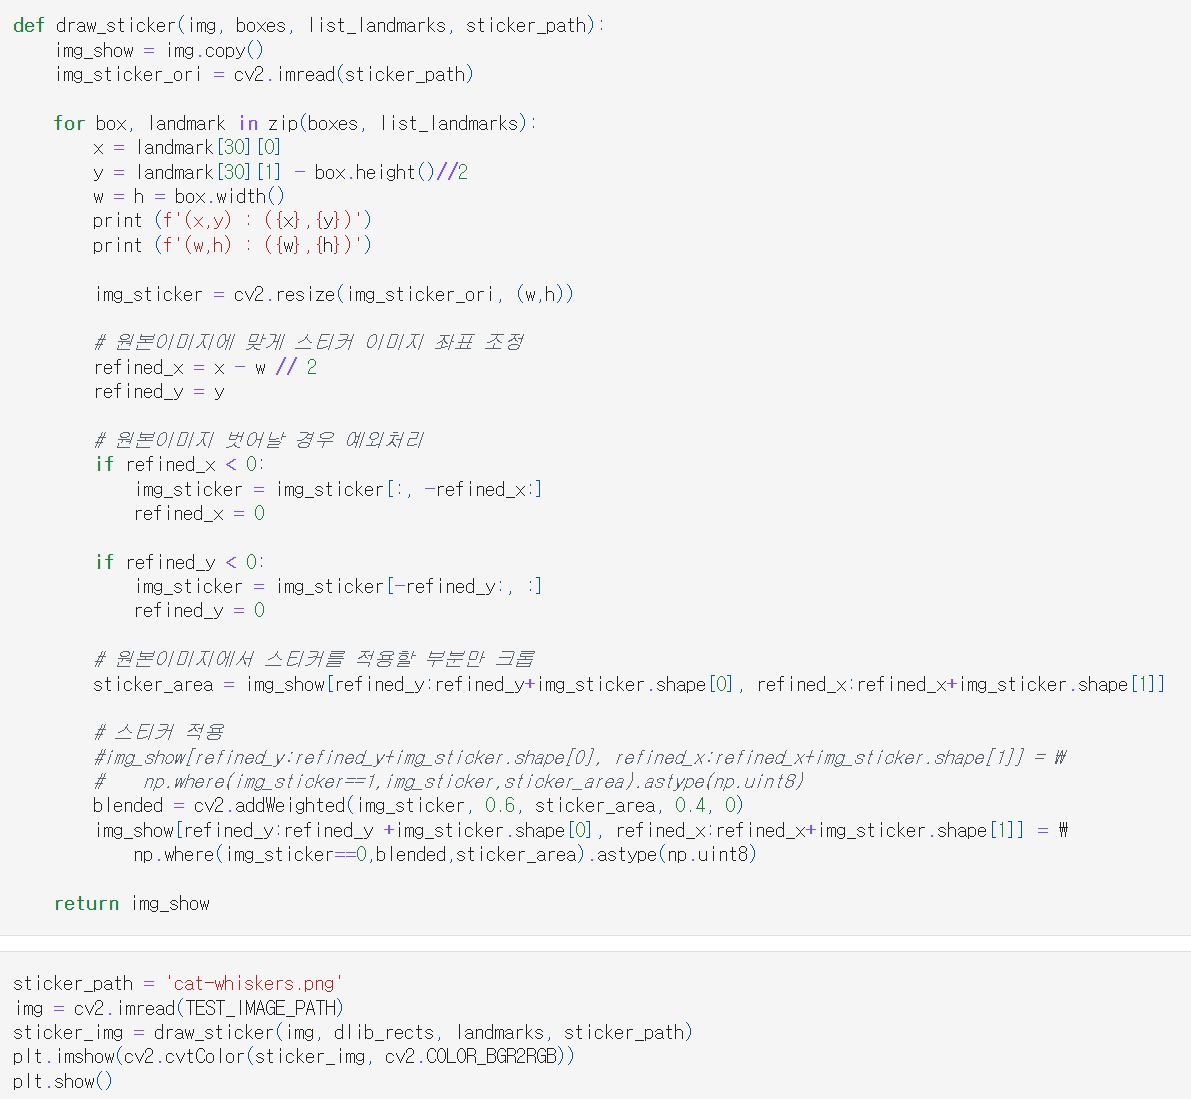 def draw_sticker(img, boxes, list_landmarks, sticker_path):
    img_show = img.copy()
    img_sticker_ori = cv2.imread(sticker_path)

    for box, landmark in zip(boxes, list_landmarks):
        x = landmark[30][0]
        y = landmark[30][1] - box.height()//2
        w = h = box.width()
        print (f'(x,y) : ({x},{y})')
        print (f'(w,h) : ({w},{h})')

        img_sticker = cv2.resize(img_sticker_ori, (w,h))

        # 원본이미지에 맞게 스티커 이미지 좌표 조정
        refined_x = x - w // 2
        refined_y = y

        # 원본이미지 벗어날 경우 예외처리
        if refined_x < 0:
            img_sticker = img_sticker[:, -refined_x:]
            refined_x = 0

        if refined_y < 0:
            img_sticker = img_sticker[-refined_y:, :]
            refined_y = 0

        # 원본이미지에서 스티커를 적용할 부분만 크롭
        sticker_area = img_show[refined_y:refined_y+img_sticker.shape[0], refined_x:refined_x+img_sticker.shape[1]]

        # 스티커 적용
        #img_show[refined_y:refined_y+img_sticker.shape[0], refined_x:refined_x+img_sticker.shape[1]] = ₩
        #    np.where(img_sticker==1,img_sticker,sticker_area).astype(np.uint8)
        blended = cv2.addWeighted(img_sticker, 0.6, sticker_area, 0.4, 0)
        img_show[refined_y:refined_y +img_sticker.shape[0], refined_x:refined_x+img_sticker.shape[1]] = ₩
            np.where(img_sticker==0,blended,sticker_area).astype(np.uint8)

    return img_show

sticker_path = 'cat-whiskers.png'
img = cv2.imread(TEST_IMAGE_PATH)
sticker_img = draw_sticker(img, dlib_rects, landmarks, sticker_path)
plt.imshow(cv2.cvtColor(sticker_img, cv2.COLOR_BGR2RGB))
plt.show()